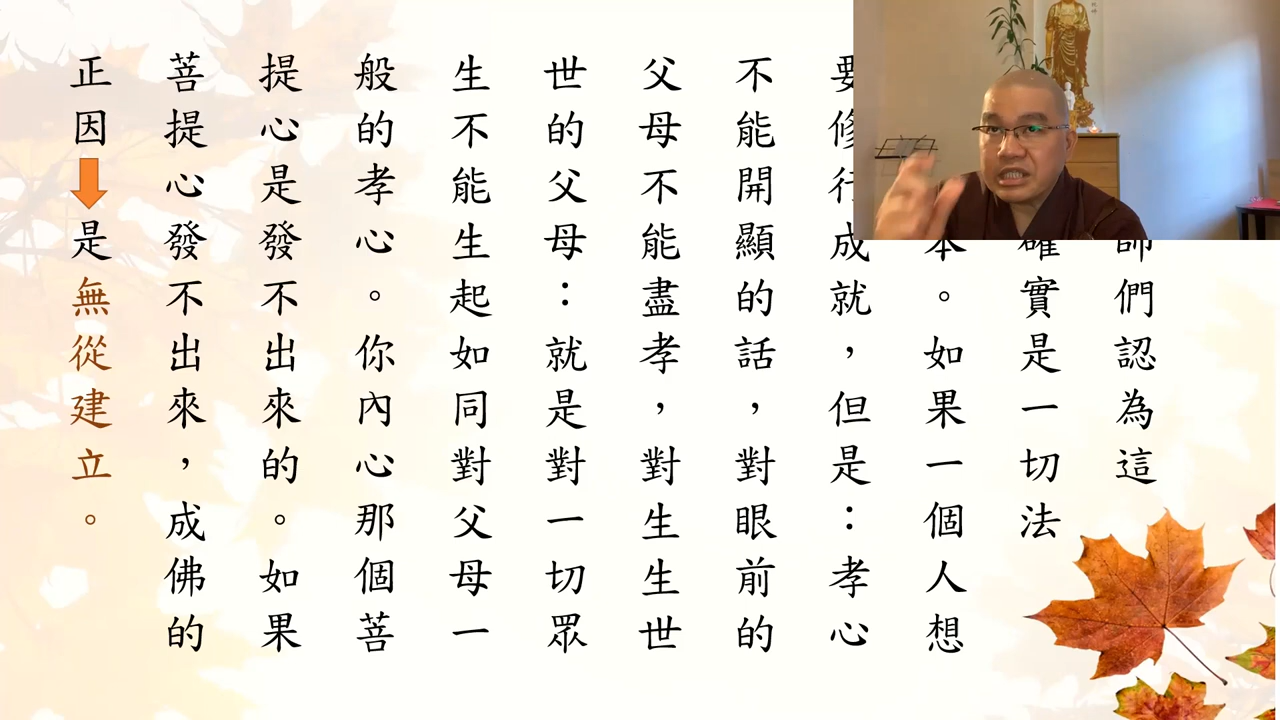 師們認為這
確實是一切法
本。如果一個人想
要修行成就，但是：孝心
不能開顯的話，對眼前的
父母不能盡孝，對生生世
世的父母：就是對一切眾
生不能生起如同對父母一
般的孝心。你內心那個菩
提心是發不出來的。如果
菩提心發不出來，成佛的
正因是無從建立。